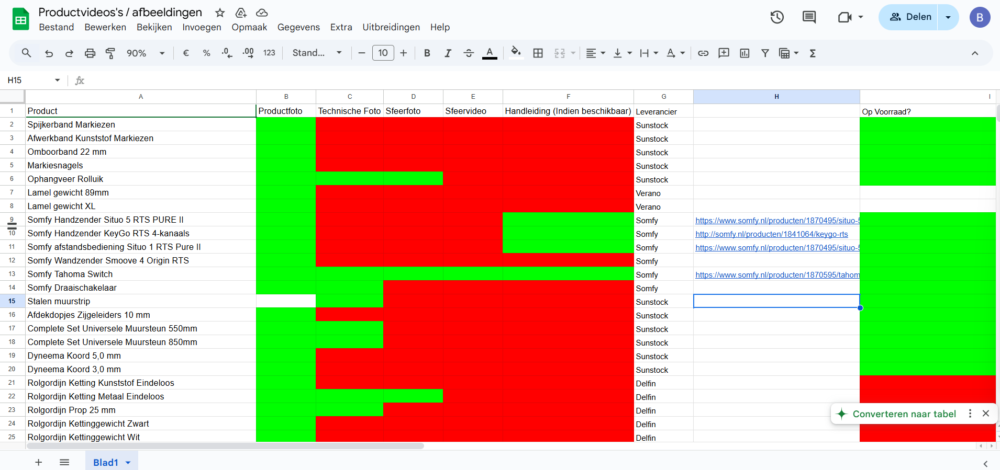 Productvideos's / afbeeldingen
Bestand Bewerken Bekijken Invoegen Opmaak Gegevens Extra Uitbreidingen Help
Delen
B
90% € % .0 .00 123 Stand... 10 B I A
H15
fx
A B C D E F G H I
1 Product Productfoto Technische Foto Sfeerfoto Sfeervideo Handleiding (Indien beschikbaar) Leverancier Op Voorraad?
2 Spijkerband Markiezen Sunstock
3 Afwerkband Kunststof Markiezen Sunstock
4 Omboorband 22 mm Sunstock
5 Markiesnagels Sunstock
6 Ophangveer Rolluik Sunstock
7 Lamel gewicht 89mm Verano
8 Lamel gewicht XL Verano
9 Somfy Handzender Situo 5 RTS PURE II Somfy https://www.somfy.nl/producten/1870495/situo-5
10 Somfy Handzender KeyGo RTS 4-kanaals Somfy http://somfy.nl/producten/1841064/keygo-rts
11 Somfy afstandsbediening Situo 1 RTS Pure II Somfy https://www.somfy.nl/producten/1870495/situo-5
12 Somfy Wandzender Smoove 4 Origin RTS Somfy
13 Somfy Tahoma Switch Somfy https://www.somfy.nl/producten/1870595/tahom
14 Somfy Draaischakelaar Somfy
15 Stalen muurstrip Sunstock
16 Afdekdopjes Zijgeleiders 10 mm Sunstock
17 Complete Set Universele Muursteun 550mm Sunstock
18 Complete Set Universele Muursteun 850mm Sunstock
19 Dyneema Koord 5,0 mm Sunstock
20 Dyneema Koord 3,0 mm Sunstock
21 Rolgordijn Ketting Kunststof Eindeloos Delfin
22 Rolgordijn Ketting Metaal Eindeloos Delfin
23 Rolgordijn Prop 25 mm Delfin
24 Rolgordijn Kettinggewicht Zwart Delfin
25 Rolgordijn Kettinggewicht Wit Delfin
Converteren naar tabel
Blad1